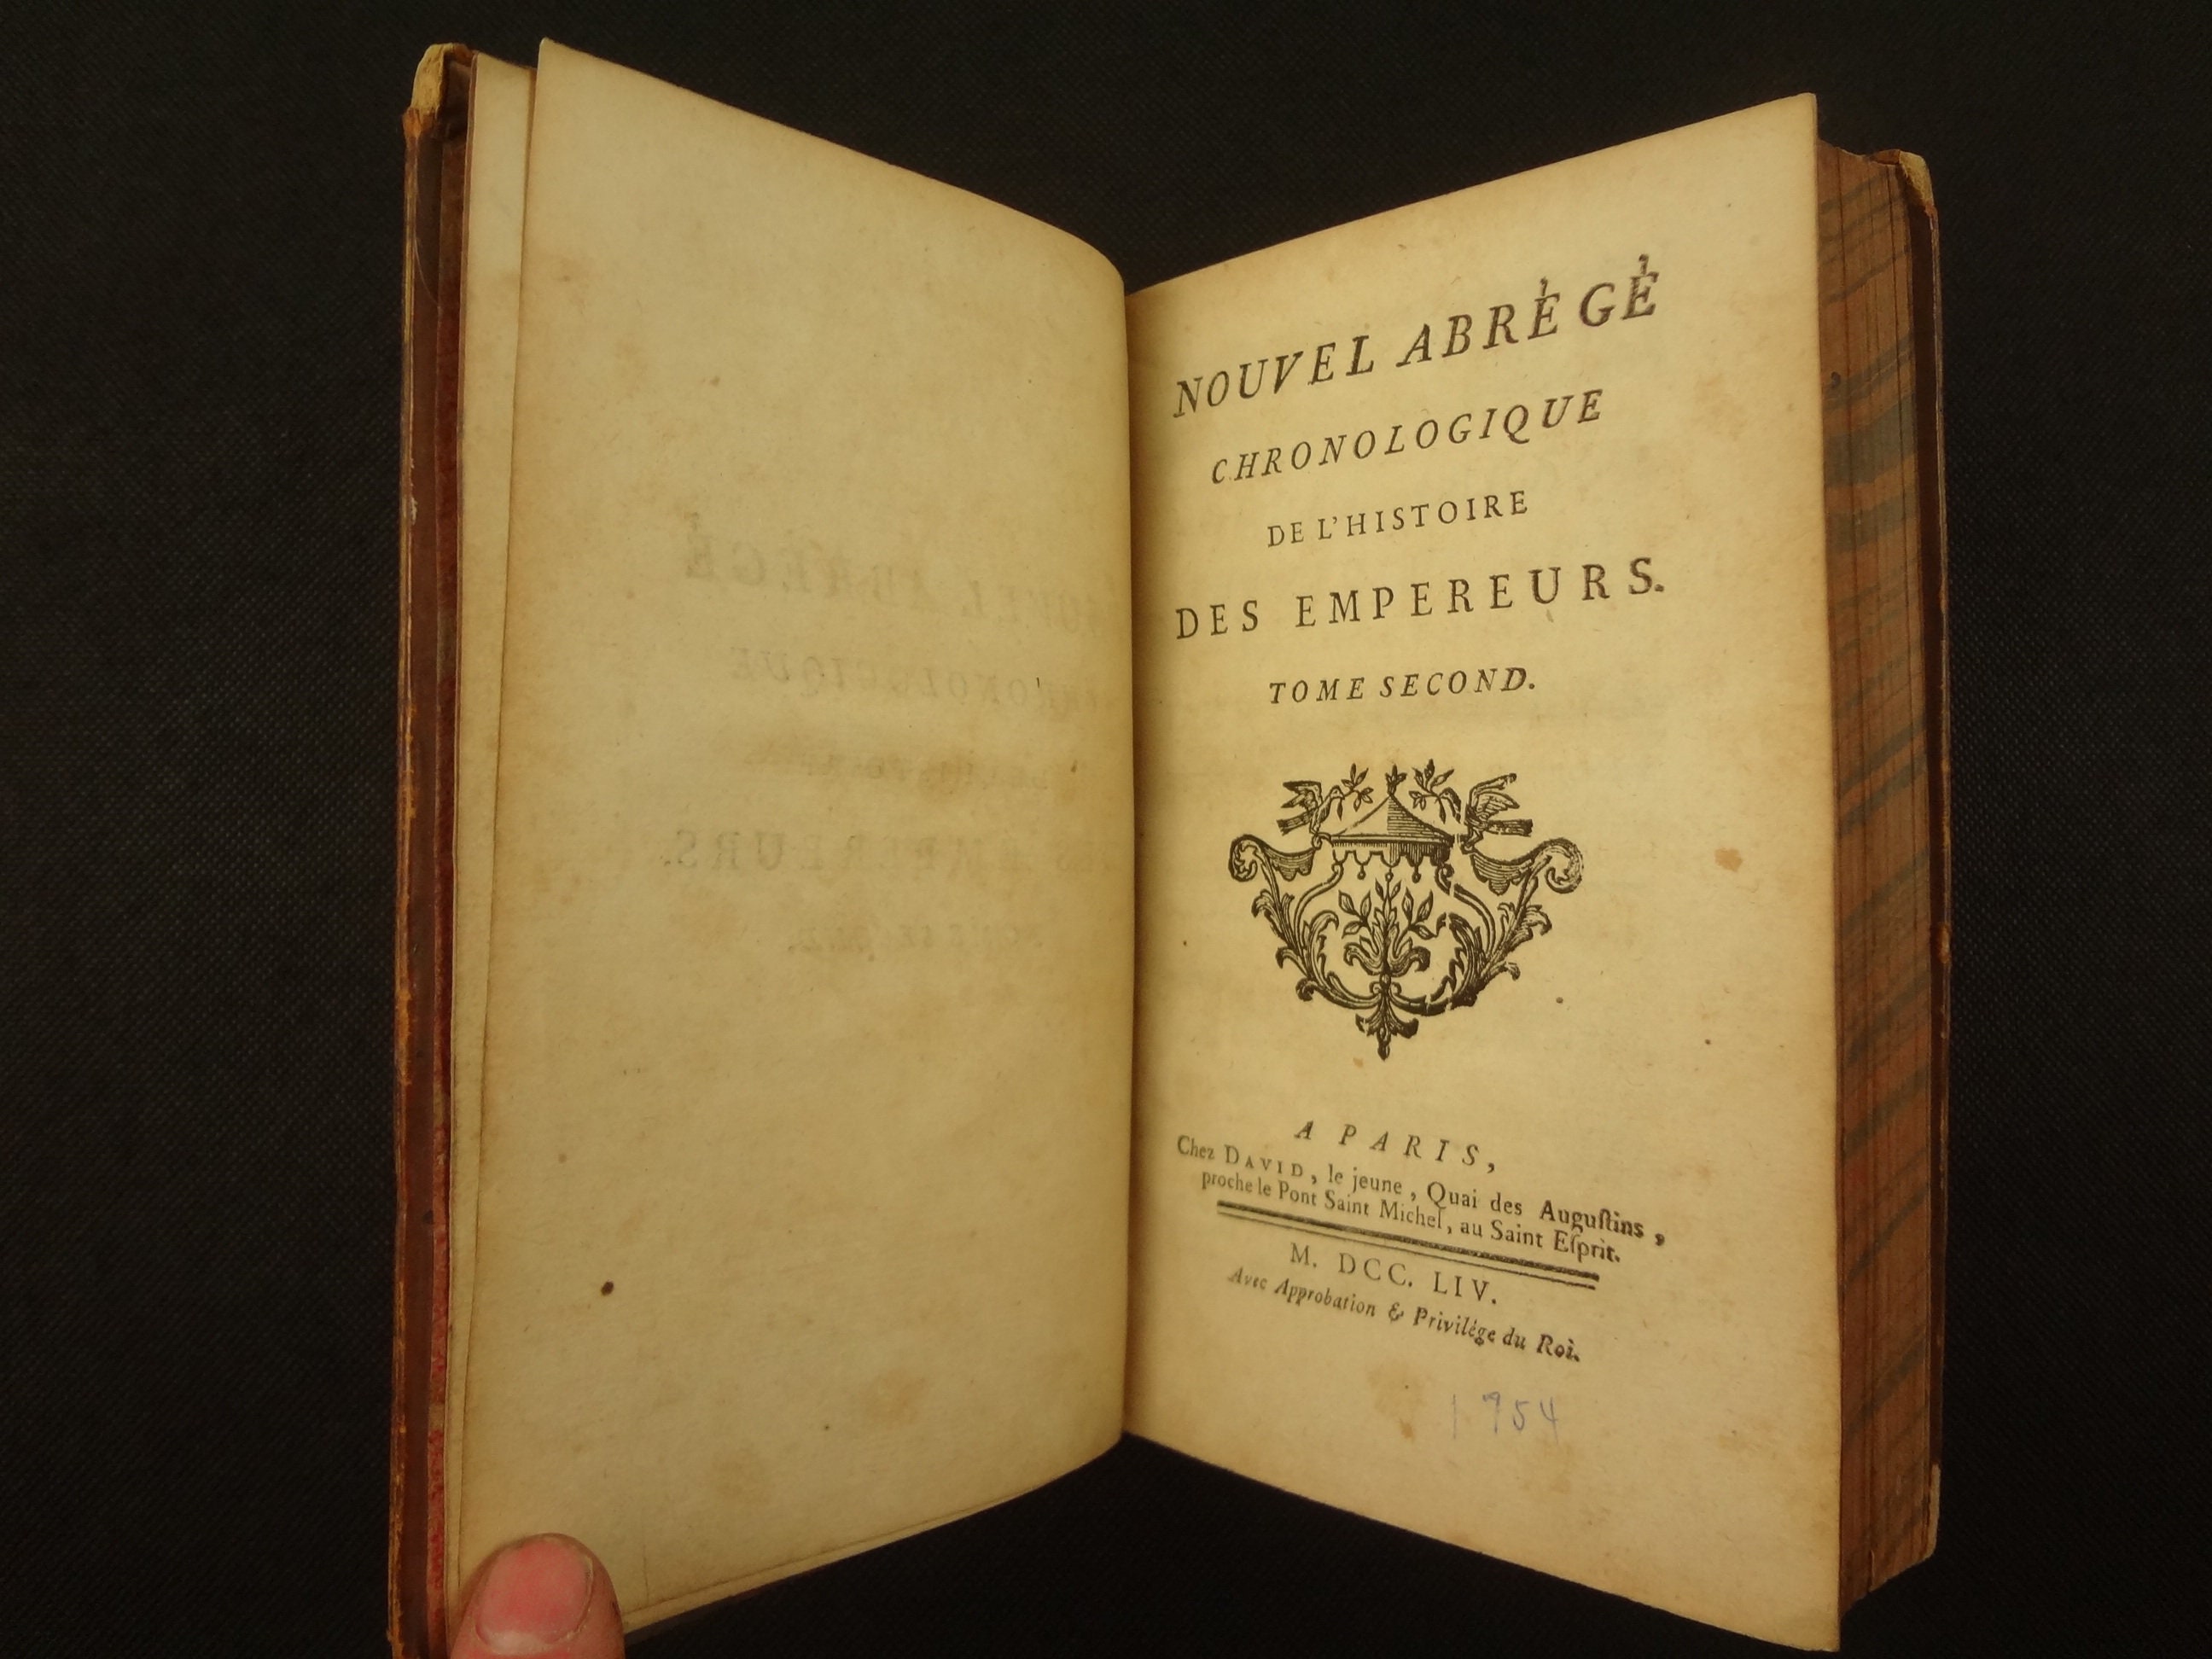 NOUVEL ABRÈGÈ
CHRONOLOGIQUE
DE L'HISTOIRE
DES EMPEREURS.
TOME SECOND.
A PARIS,
Chez DAVID, le jeune, Quai des Auguſtins,
proche le Pont Saint Michel, au Saint Eſprit.
M. DCC. LIV.
Avec Approbation & Privilége du Roi.
1754